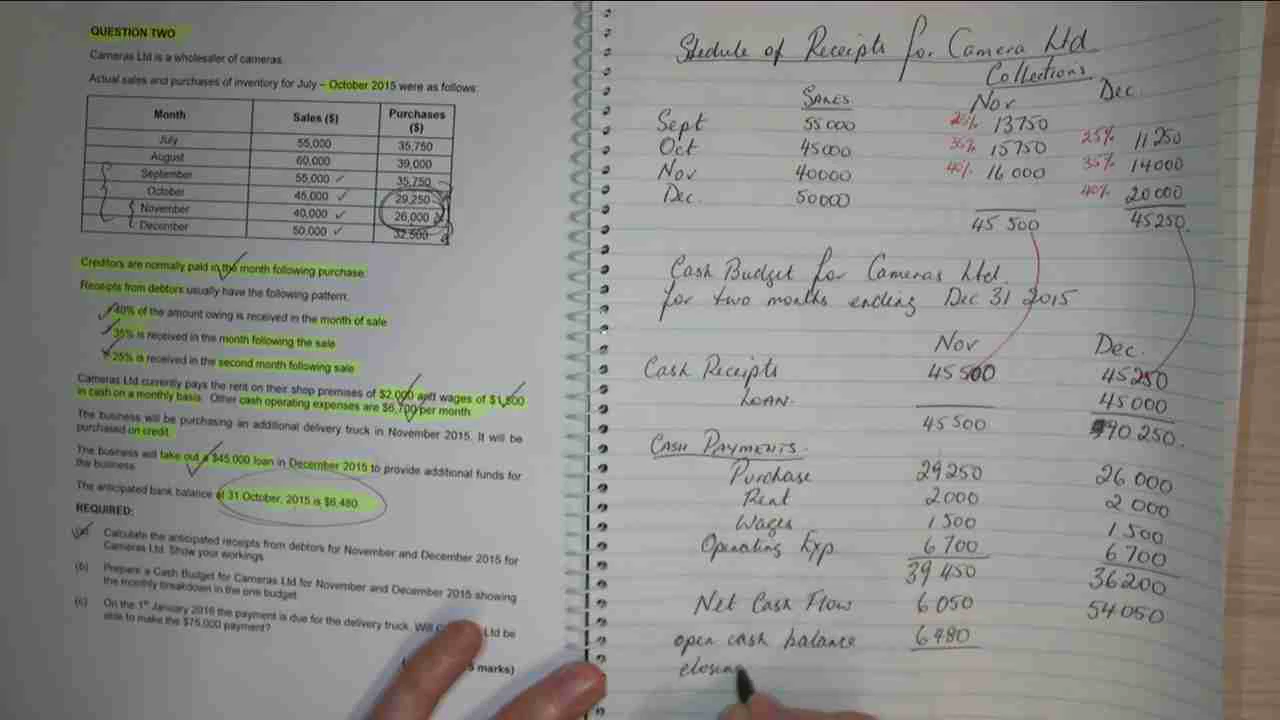 QUESTION TWO
Cameras Ltd is a wholesaler of cameras.
Actual sales and purchases of inventory for July – October 2015 were as follows:
Month Sales ($) Purchases ($)
July 55,000 35,750
August 60,000 39,000
September 55,000 35,750
October 45,000 29,250
November 40,000 26,000
December 50,000 32,500
Creditors are normally paid in the month following purchase.
Receipts from debtors usually have the following pattern:
40% of the amount owing is received in the month of sale
35% is received in the month following the sale
25% is received in the second month following sale
Cameras Ltd currently pays the rent on their shop premises of $2,000 and wages of $1,500
in cash on a monthly basis. Other cash operating expenses are $6,700 per month.
The business will be purchasing an additional delivery truck in November 2015. It will be
purchased on credit.
The business will take out a $45,000 loan in December 2015 to provide additional funds for
the business.
The anticipated bank balance at 31 October, 2015 is $6,480.
REQUIRED:
(a) Calculate the anticipated receipts from debtors for November and December 2015 for
Cameras Ltd. Show your workings.
(b) Prepare a Cash Budget for Cameras Ltd for November and December 2015 showing
the monthly breakdown in the one budget.
(c) On the 1st January 2016 the payment is due for the delivery truck. Will Ltd be
able to make the $75,000 payment?
marks)
Shedule of Receipts for Camera Ltd
Collections
SALES Nov Dec
Sept 55000 25% 13750
Oct 45000 35% 15750 25% 11250
Nov 40000 40% 16000 35% 14000
Dec. 50000 40% 20000
45 500 45250.
Cash Budget for Cameras Ltd
for two months ending Dec 31 2015
Nov Dec.
Cash Receipts 45500 45250
LOAN. 45000
45500 90250.
CASH PAYMENTS.
Purchase 29250 26000
Rent 2000 2000
Wages 1500 1500
Operating Exp. 6700 6700
39450 36200
Net Cash Flow 6050 54050
open cash balance 6480
closin